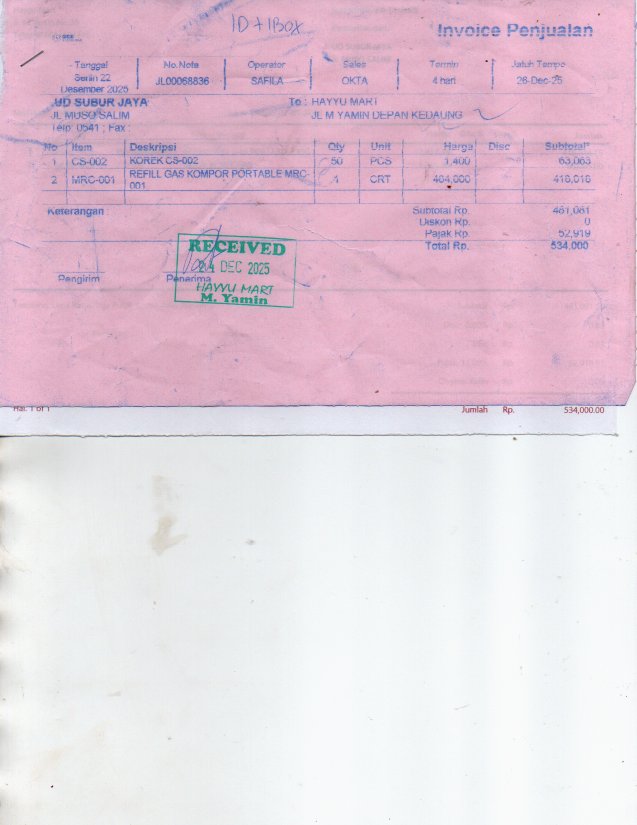 ID + 1 BOX
Invoice Penjualan
Tanggal No.Nota Operator Sales Termin Jatuh Tempo
Senin 22 Desember 2025 JL00068836 SAFILA OKTA 4 hari 26-Dec-25
UD SUBUR JAYA To : HAYYU MART
JL MUSO SALIM JL M YAMIN DEPAN KEDAUNG
Telp: 0541 ; Fax :
No Item Deskripsi Qty Unit Harga Disc Subtotal*
1 CS-002 KOREK CS-002 50 PCS 1,400 63,063
2 MRC-001 REFILL GAS KOMPOR PORTABLE MRC-001 CRT 464,000 418,018
Keterangan :
Subtotal Rp. 481,081
Diskon Rp. 0
Pajak Rp. 52,919
Total Rp. 534,000
RECEIVED
24 DEC 2025
HAYYU MART
M. Yamin
Pengirim Penerima
Hal. 1 of 1 Jumlah Rp. 534,000.00